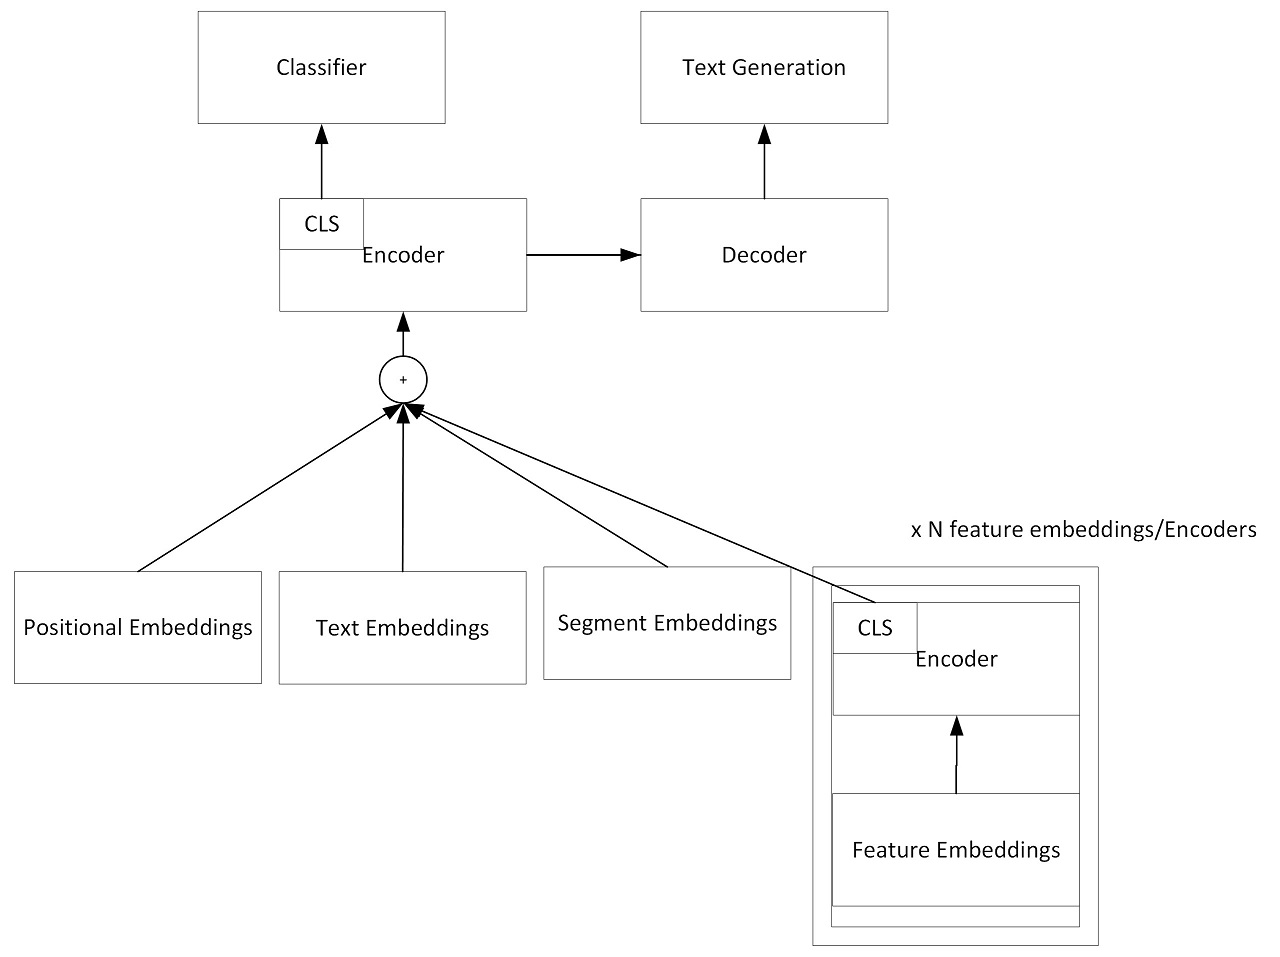 Classifier
Text Generation
CLS
Encoder
Decoder
+
x N feature embeddings/Encoders
Positional Embeddings
Text Embeddings
Segment Embeddings
CLS
Encoder
Feature Embeddings